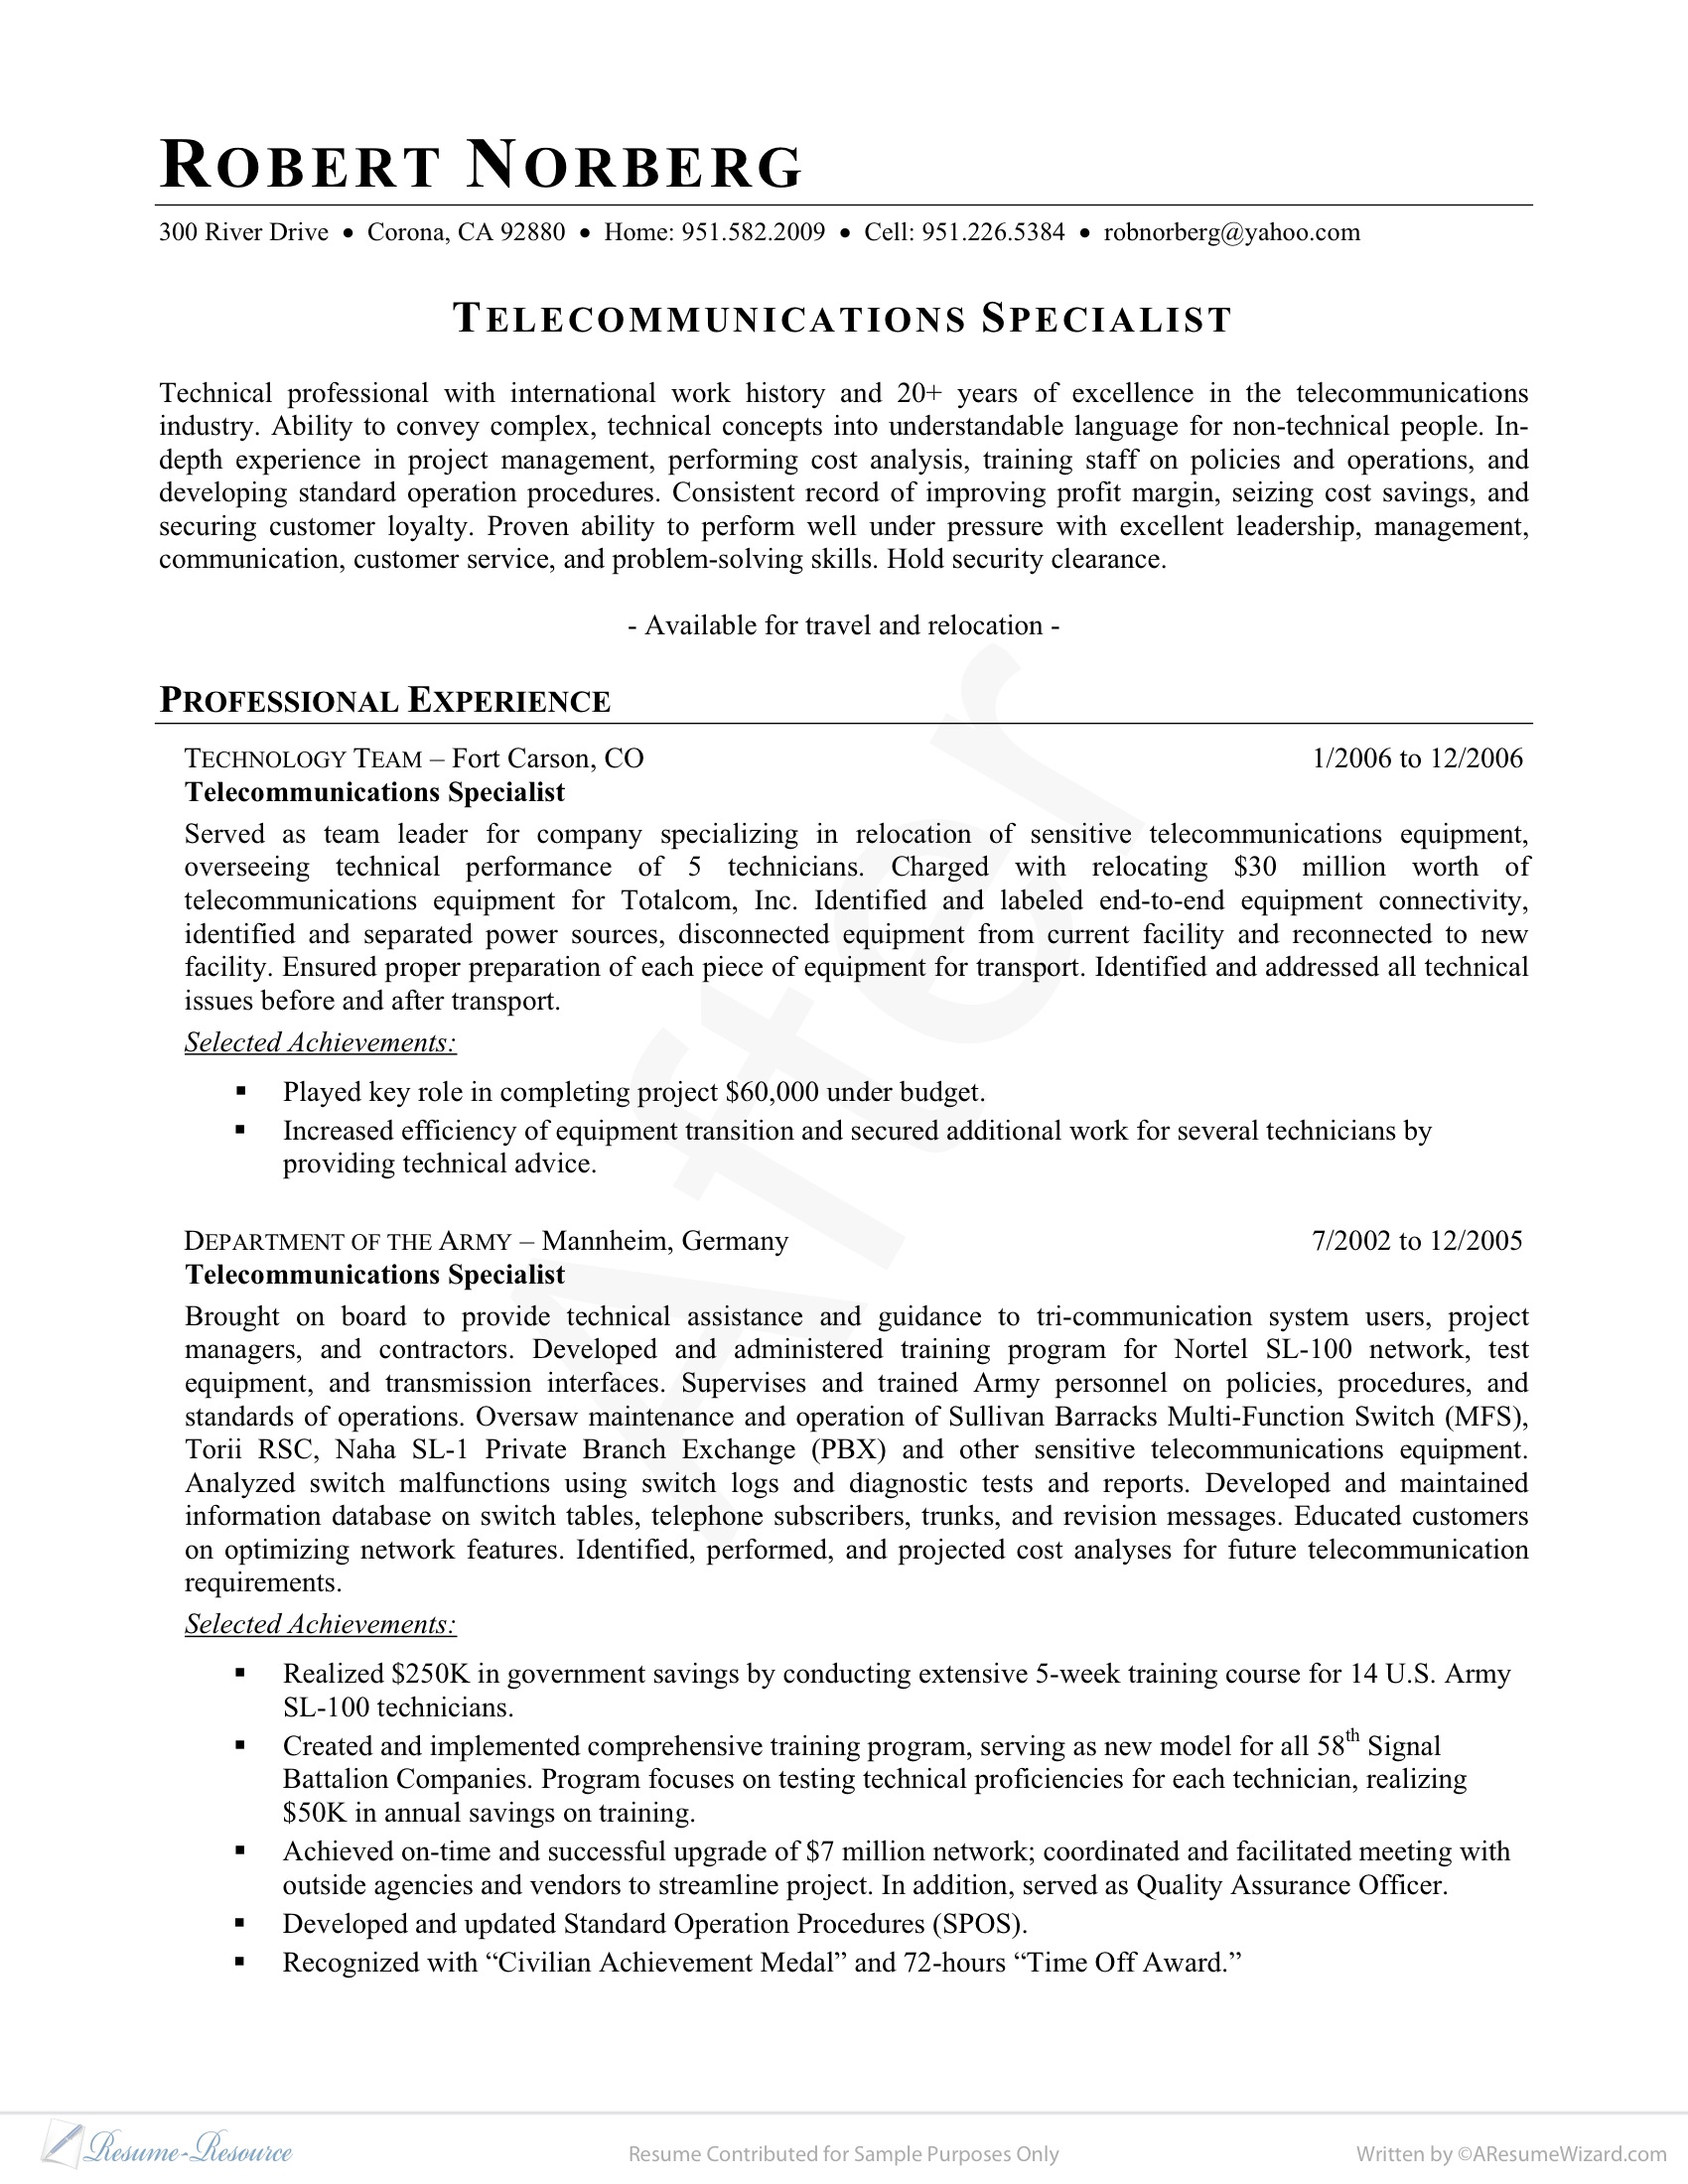 ROBERT NORBERG
300 River Drive • Corona, CA 92880 • Home: 951.582.2009 • Cell: 951.226.5384 • robnorberg@yahoo.com
TELECOMMUNICATIONS SPECIALIST
Technical professional with international work history and 20+ years of excellence in the telecommunications
industry. Ability to convey complex, technical concepts into understandable language for non-technical people. In-
depth experience in project management, performing cost analysis, training staff on policies and operations, and
developing standard operation procedures. Consistent record of improving profit margin, seizing cost savings, and
securing customer loyalty. Proven ability to perform well under pressure with excellent leadership, management,
communication, customer service, and problem-solving skills. Hold security clearance.
- Available for travel and relocation -
PROFESSIONAL EXPERIENCE
TECHNOLOGY TEAM – Fort Carson, CO 1/2006 to 12/2006
Telecommunications Specialist
Served as team leader for company specializing in relocation of sensitive telecommunications equipment,
overseeing technical performance of 5 technicians. Charged with relocating $30 million worth of
telecommunications equipment for Totalcom, Inc. Identified and labeled end-to-end equipment connectivity,
identified and separated power sources, disconnected equipment from current facility and reconnected to new
facility. Ensured proper preparation of each piece of equipment for transport. Identified and addressed all technical
issues before and after transport.
Selected Achievements:
▪ Played key role in completing project $60,000 under budget.
▪ Increased efficiency of equipment transition and secured additional work for several technicians by
providing technical advice.
DEPARTMENT OF THE ARMY – Mannheim, Germany 7/2002 to 12/2005
Telecommunications Specialist
Brought on board to provide technical assistance and guidance to tri-communication system users, project
managers, and contractors. Developed and administered training program for Nortel SL-100 network, test
equipment, and transmission interfaces. Supervises and trained Army personnel on policies, procedures, and
standards of operations. Oversaw maintenance and operation of Sullivan Barracks Multi-Function Switch (MFS),
Torii RSC, Naha SL-1 Private Branch Exchange (PBX) and other sensitive telecommunications equipment.
Analyzed switch malfunctions using switch logs and diagnostic tests and reports. Developed and maintained
information database on switch tables, telephone subscribers, trunks, and revision messages. Educated customers
on optimizing network features. Identified, performed, and projected cost analyses for future telecommunication
requirements.
Selected Achievements:
▪ Realized $250K in government savings by conducting extensive 5-week training course for 14 U.S. Army
SL-100 technicians.
▪ Created and implemented comprehensive training program, serving as new model for all 58th Signal
Battalion Companies. Program focuses on testing technical proficiencies for each technician, realizing
$50K in annual savings on training.
▪ Achieved on-time and successful upgrade of $7 million network; coordinated and facilitated meeting with
outside agencies and vendors to streamline project. In addition, served as Quality Assurance Officer.
▪ Developed and updated Standard Operation Procedures (SPOS).
▪ Recognized with “Civilian Achievement Medal” and 72-hours “Time Off Award.”
After
Resume-Resource Resume Contributed for Sample Purposes Only Written by ©AResumeWizard.com